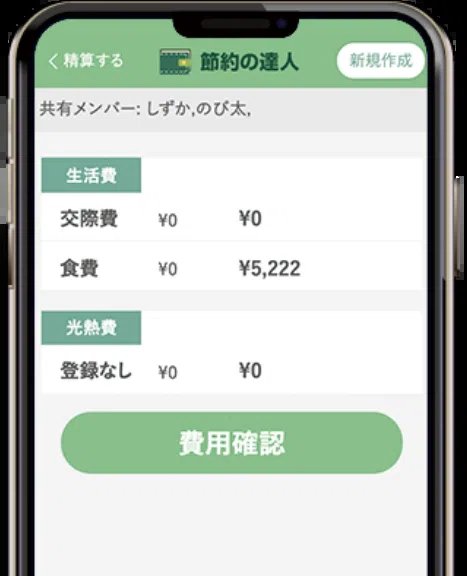 精算する 節約の達人 新規作成
共有メンバー: しずか,のび太,
生活費
交際費 ¥0 ¥0
食費 ¥0 ¥5,222
光熱費
登録なし ¥0 ¥0
費用確認